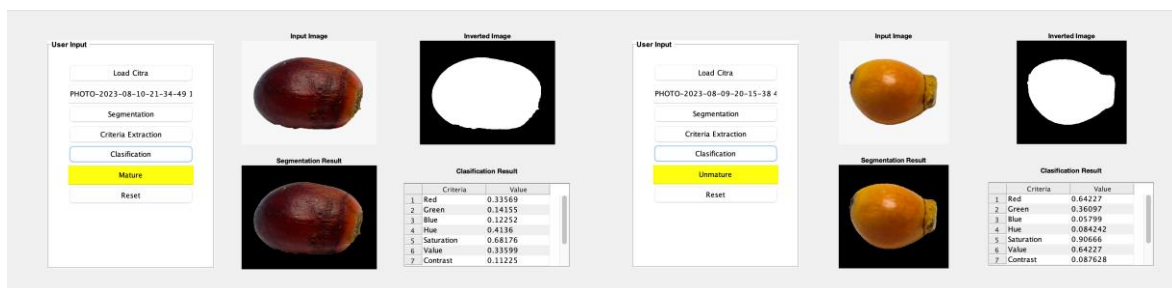 User Input
Load Citra
PHOTO-2023-08-10-21-34-49 1
Segmentation
Criteria Extraction
Clasification
Mature
Reset
Input Image
Inverted Image
Segmentation Result
Clasification Result
Criteria Value
1 Red 0.33569
2 Green 0.14155
3 Blue 0.12252
4 Hue 0.4136
5 Saturation 0.68176
6 Value 0.33599
7 Contrast 0.11225
User Input
Load Citra
PHOTO-2023-08-09-20-15-38 4
Segmentation
Criteria Extraction
Clasification
Unmature
Reset
Input Image
Inverted Image
Segmentation Result
Clasification Result
Criteria Value
1 Red 0.64227
2 Green 0.36097
3 Blue 0.05799
4 Hue 0.084242
5 Saturation 0.90666
6 Value 0.64227
7 Contrast 0.087628